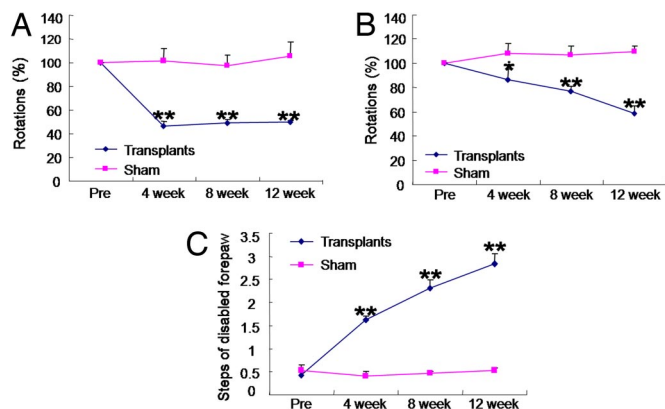 A
Rotations (%)
140
120
100
80
60
40
20
0
**
**
**
Transplants
Sham
Pre
4 week
8 week
12 week
B
Rotations (%)
140
120
100
80
60
40
20
0
*
**
**
Transplants
Sham
Pre
4 week
8 week
12 week
C
Steps of disabled forepaw
3.5
3
2.5
2
1.5
1
0.5
0
Transplants
Sham
**
**
**
Pre
4 week
8 week
12 week